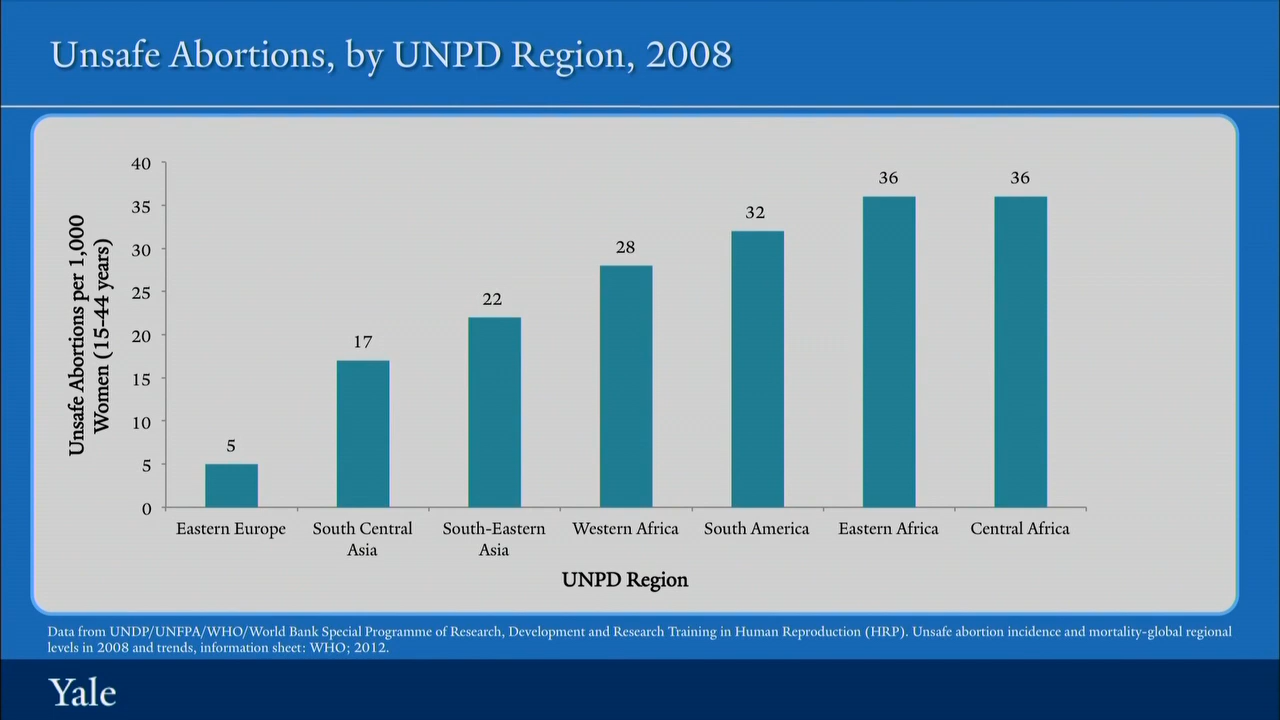 Unsafe Abortions, by UNPD Region, 2008
Unsafe Abortions per 1,000
Women (15-44 years)
40
35
30
25
20
15
10
5
0
5
17
22
28
32
36
36
Eastern Europe
South Central
Asia
South-Eastern
Asia
Western Africa
South America
Eastern Africa
Central Africa
UNPD Region
Data from UNDP/UNFPA/WHO/World Bank Special Programme of Research, Development and Research Training in Human Reproduction (HRP). Unsafe abortion incidence and mortality-global regional
levels in 2008 and trends, information sheet: WHO; 2012.
Yale